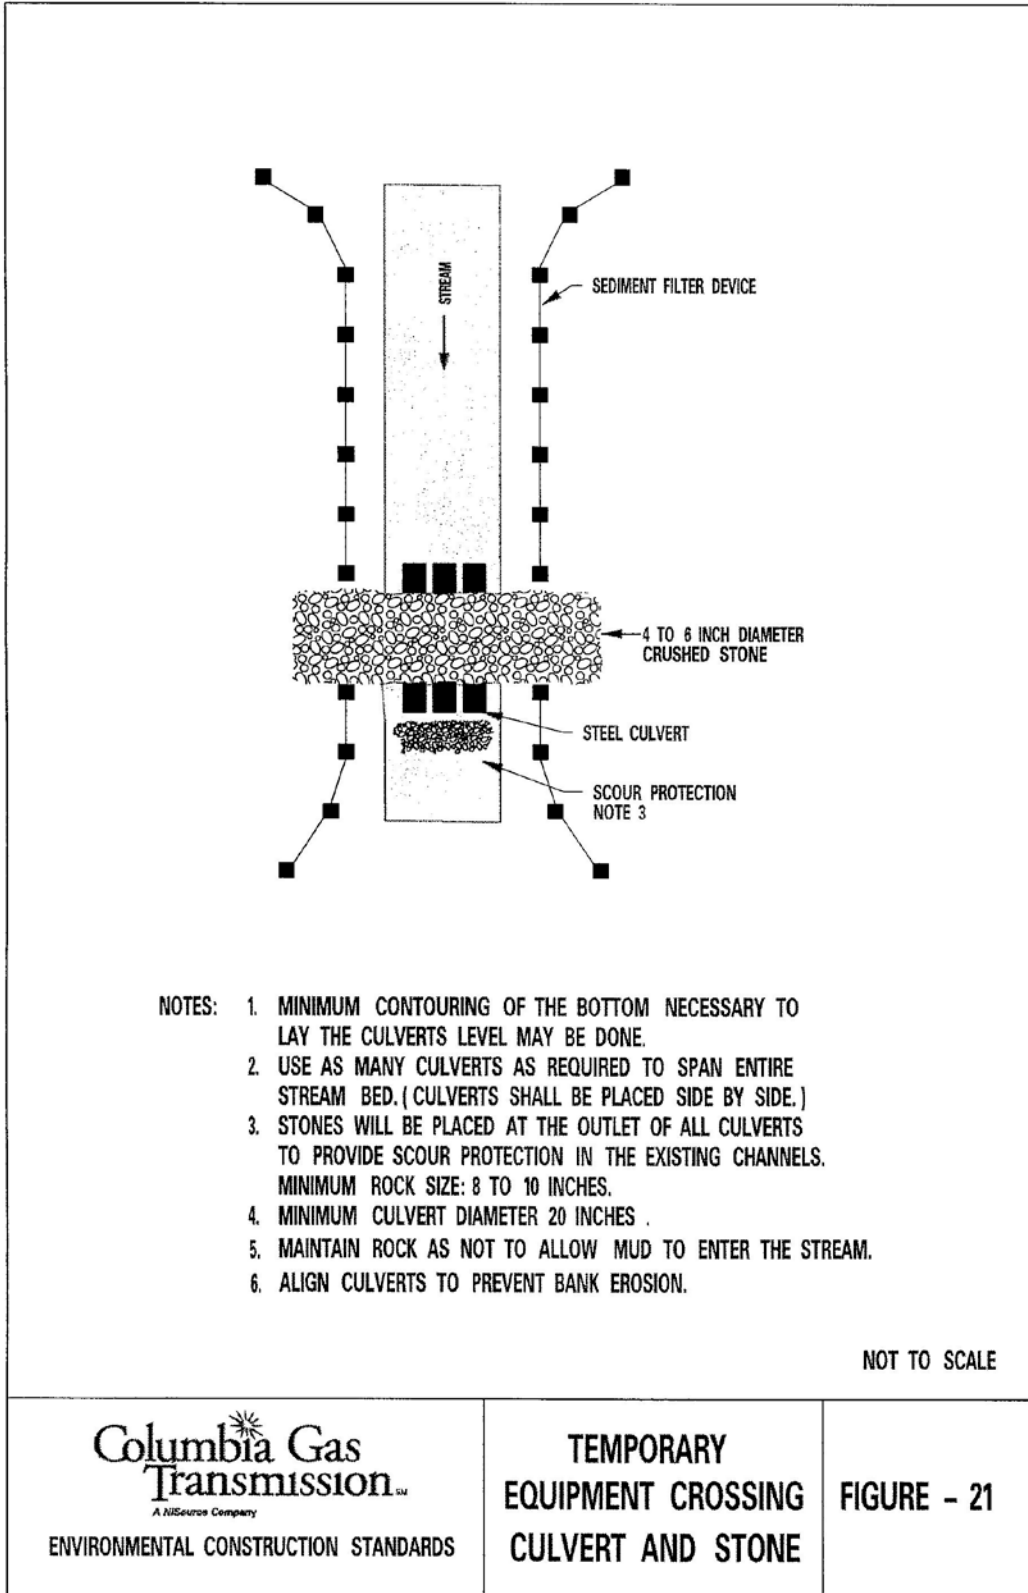 STREAM
SEDIMENT FILTER DEVICE
4 TO 6 INCH DIAMETER
CRUSHED STONE
STEEL CULVERT
SCOUR PROTECTION
NOTE 3
NOTES: 1. MINIMUM CONTOURING OF THE BOTTOM NECESSARY TO
LAY THE CULVERTS LEVEL MAY BE DONE.
2. USE AS MANY CULVERTS AS REQUIRED TO SPAN ENTIRE
STREAM BED. (CULVERTS SHALL BE PLACED SIDE BY SIDE.)
3. STONES WILL BE PLACED AT THE OUTLET OF ALL CULVERTS
TO PROVIDE SCOUR PROTECTION IN THE EXISTING CHANNELS.
MINIMUM ROCK SIZE: 8 TO 10 INCHES.
4. MINIMUM CULVERT DIAMETER 20 INCHES .
5. MAINTAIN ROCK AS NOT TO ALLOW MUD TO ENTER THE STREAM.
6. ALIGN CULVERTS TO PREVENT BANK EROSION.
NOT TO SCALE
Columbia Gas
Transmission℠
A NiSource Company
ENVIRONMENTAL CONSTRUCTION STANDARDS
TEMPORARY
EQUIPMENT CROSSING
CULVERT AND STONE
FIGURE - 21